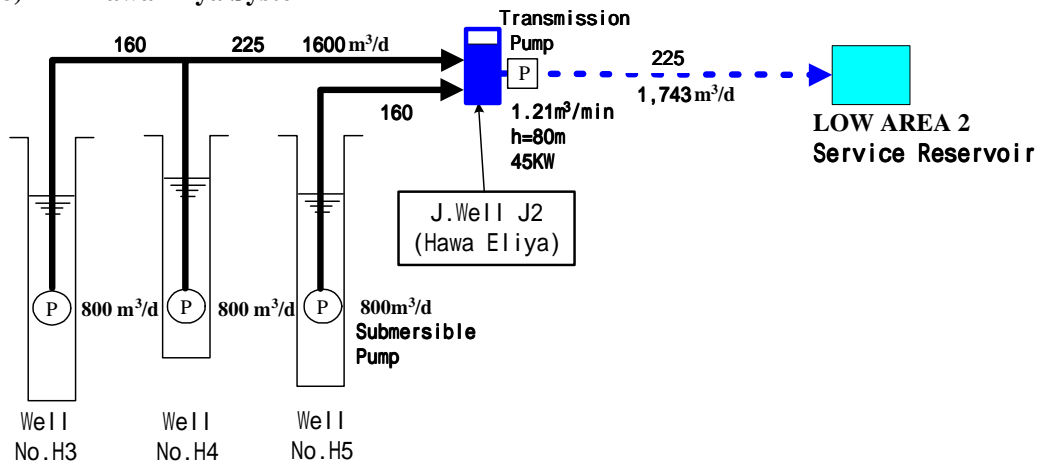 Transmission
Pump
160 225 1600 m³/d
P
225
1,743 m³/d
160
1.21m³/min
h=80m
45KW
LOW AREA 2
Service Reservoir
J.Well J2
(Hawa Eliya)
P 800 m³/d P 800 m³/d P 800m³/d
Submersible
Pump
Well Well Well
No.H3 No.H4 No.H5